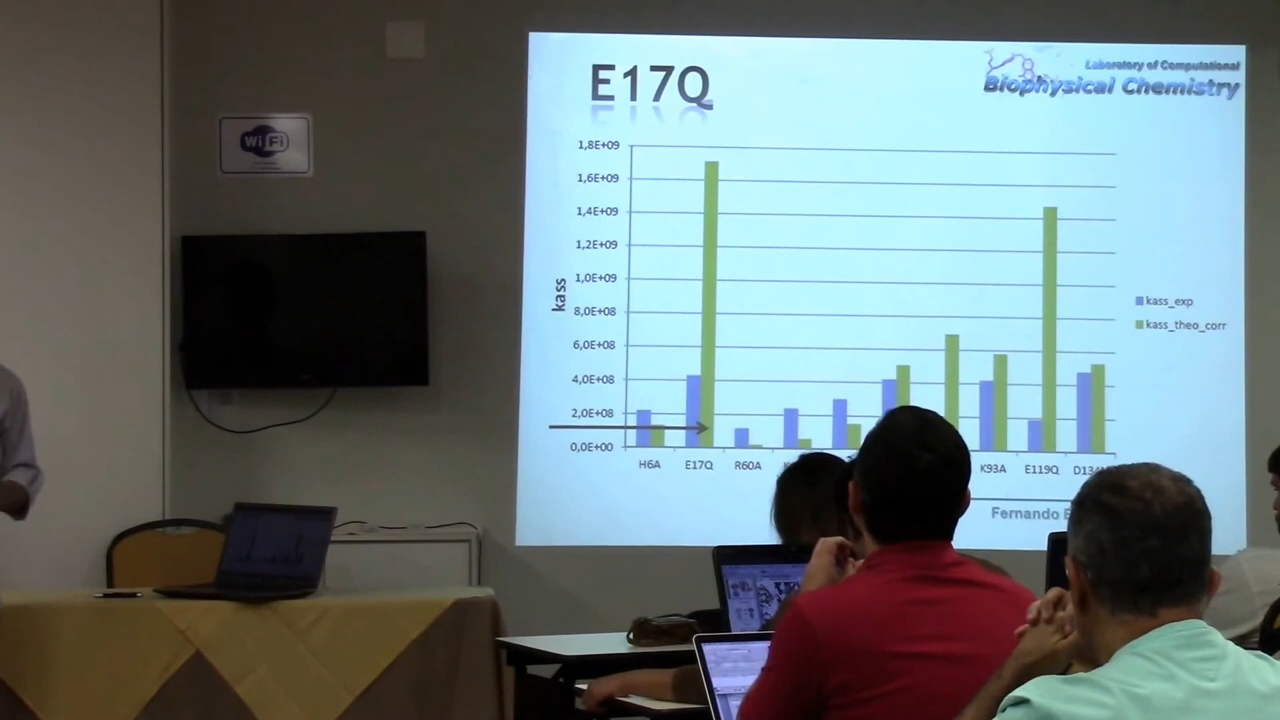 WiFi
E17Q
Laboratory of Computational
Biophysical Chemistry
1,8E+09
1,6E+09
1,4E+09
1,2E+09
1,0E+09
8,0E+08
6,0E+08
4,0E+08
2,0E+08
0,0E+00
kass
H6A E17Q R60A K93A E119Q
kass_exp
kass_theo_corr
Fernando